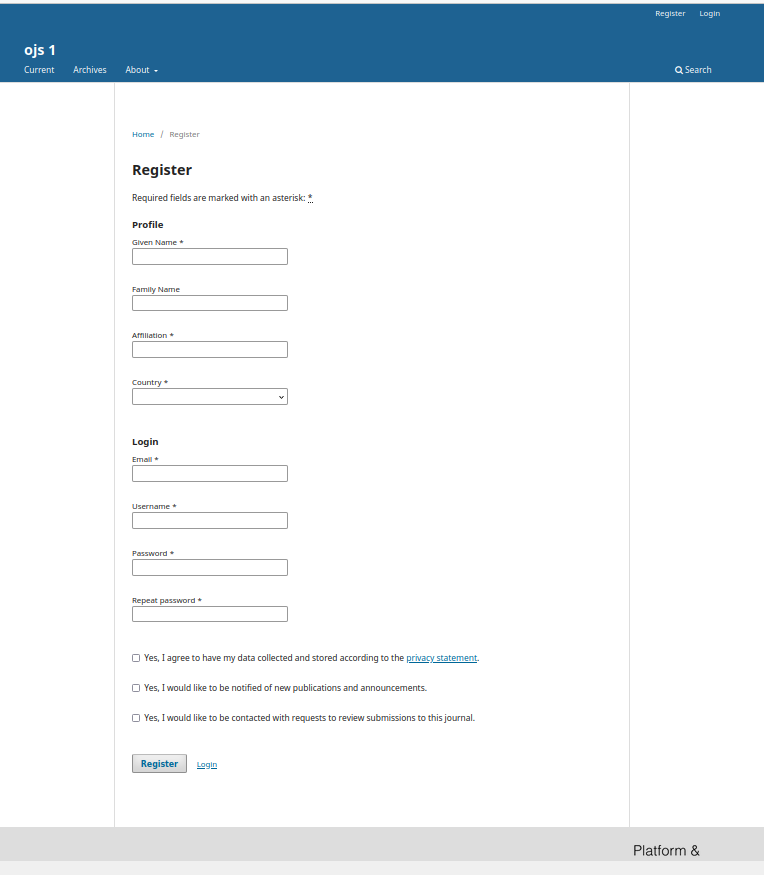 Register Login
ojs 1
Current Archives About Search
Home / Register
Register
Required fields are marked with an asterisk: *
Profile
Given Name *
Family Name
Affiliation *
Country *
Login
Email *
Username *
Password *
Repeat password *
Yes, I agree to have my data collected and stored according to the privacy statement.
Yes, I would like to be notified of new publications and announcements.
Yes, I would like to be contacted with requests to review submissions to this journal.
Register Login
Platform &